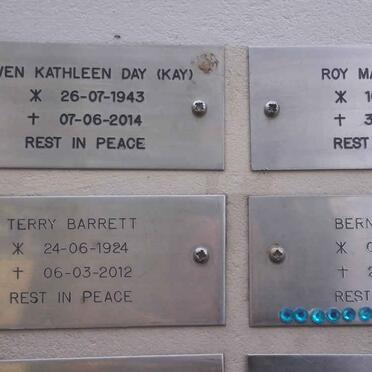 KATHLEEN DAY (KAY)
26-07-1943
† 07-06-2014
REST IN PEACE
ROY
†
REST
TERRY BARRETT
24-06-1924
† 06-03-2012
REST IN PEACE
†
REST